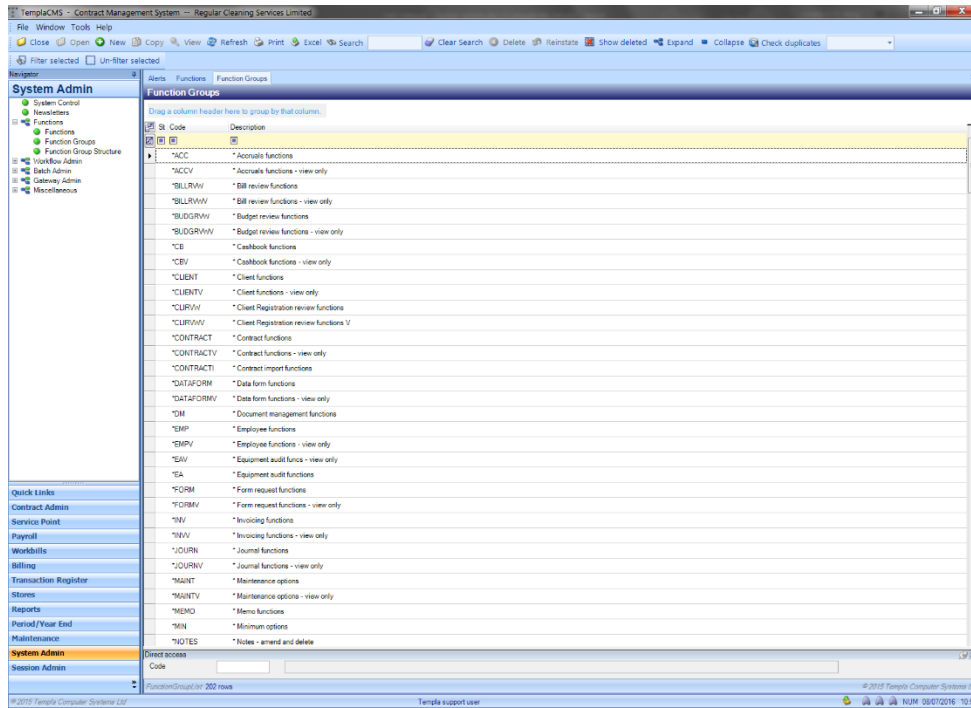 TemplaCMS - Contract Management System -- Regular Cleaning Services Limited
File Window Tools Help
Close Open New Copy View Refresh Print Excel Search Clear Search Delete Reinstate Show deleted Expand Collapse Check duplicates
Filter selected Un-filter selected
Navigator
System Admin
System Control
Newsletters
Functions
Functions
Function Groups
Function Group Structure
Workflow Admin
Batch Admin
Gateway Admin
Miscellaneous
Quick Links
Contract Admin
Service Point
Payroll
Workbills
Billing
Transaction Register
Stores
Reports
Period/Year End
Maintenance
System Admin
Session Admin
Alerts Functions Function Groups
Function Groups
Drag a column header here to group by that column.
St Code Description
*ACC * Accruals functions
*ACCV * Accruals functions - view only
*BILLRVW * Bill review functions
*BILLRVWV * Bill review functions - view only
*BUDGRVW * Budget review functions
*BUDGRVWV * Budget review functions - view only
*CB * Cashbook functions
*CBV * Cashbook functions - view only
*CLIENT * Client functions
*CLIENTV * Client functions - view only
*CLIRVW * Client Registration review functions
*CLIRVWV * Client Registration review functions V
*CONTRACT * Contract functions
*CONTRACTV * Contract functions - view only
*CONTRACTI * Contract import functions
*DATAFORM * Data form functions
*DATAFORMV * Data form functions - view only
*DM * Document management functions
*EMP * Employee functions
*EMPV * Employee functions - view only
*EAV * Equipment audit funcs - view only
*EA * Equipment audit functions
*FORM * Form request functions
*FORMV * Form request functions - view only
*INV * Invoicing functions
*INVV * Invoicing functions - view only
*JOURN * Journal functions
*JOURNV * Journal functions - view only
*MAINT * Maintenance options
*MAINTV * Maintenance options - view only
*MEMO * Memo functions
*MIN * Minimum options
*NOTES * Notes - amend and delete
Direct access
Code
FunctionGroupList 202 rows
© 2015 Templa Computer Systems
© 2015 Templa Computer Systems Ltd Templa support user NUM 08/07/2016 10: